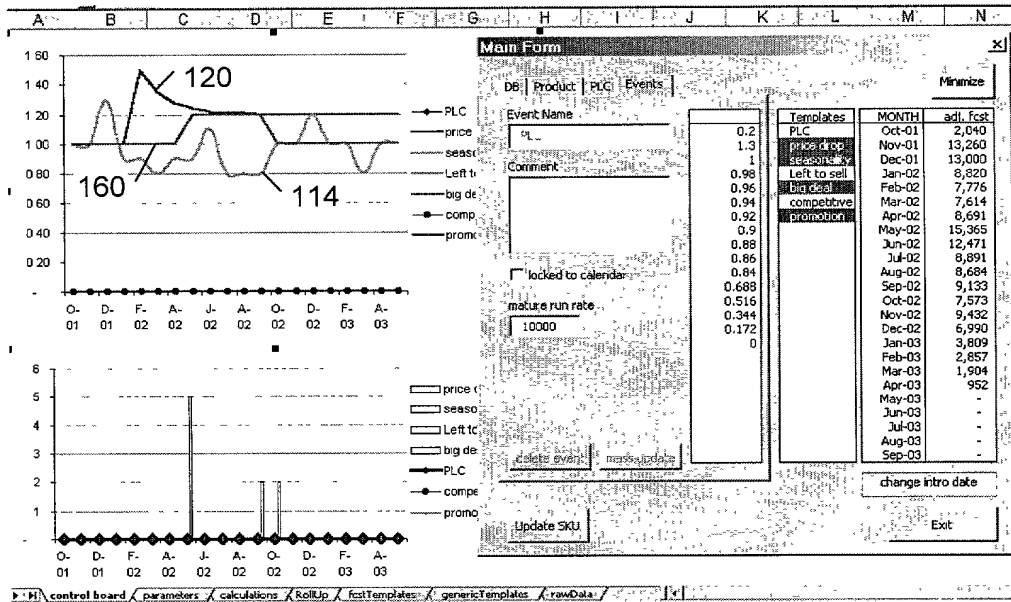 A B C D E F G H I J K L M N
1 60
1 40
1 20
1 00
0 80
0 60
0 40
0 20
-
120
160
114
O-01 D-01 F-02 A-02 J-02 A-02 O-02 D-02 F-03 A-03
PLC
price
seaso
Left to
big de
comp
promo
6
5
4
3
2
1
-
O-01 D-01 F-02 A-02 J-02 A-02 O-02 D-02 F-03 A-03
price d
seaso
Left to
big de
PLC
compe
promo
Main Form
Minimize
DB Product PLC Events
Event Name
PLC
Comment
locked to calendar
mature run rate
10000
delete event mass-update
Update SKU
0.2
1.3
1
0.98
0.96
0.94
0.92
0.9
0.88
0.86
0.84
0.688
0.516
0.344
0.172
0
Templates
PLC
price drop
seasonality
Left to sell
big deal
competitive
promotion
MONTH adj. fcst
Oct-01 2,040
Nov-01 13,260
Dec-01 13,000
Jan-02 8,820
Feb-02 7,776
Mar-02 7,614
Apr-02 8,691
May-02 15,365
Jun-02 12,471
Jul-02 8,891
Aug-02 8,684
Sep-02 9,133
Oct-02 7,573
Nov-02 9,432
Dec-02 6,990
Jan-03 3,809
Feb-03 2,857
Mar-03 1,904
Apr-03 952
May-03 -
Jun-03 -
Jul-03 -
Aug-03 -
Sep-03 -
change intro date
Exit
control board / parameters / calculations / RollUp / fcstTemplates / genericTemplates / rawData